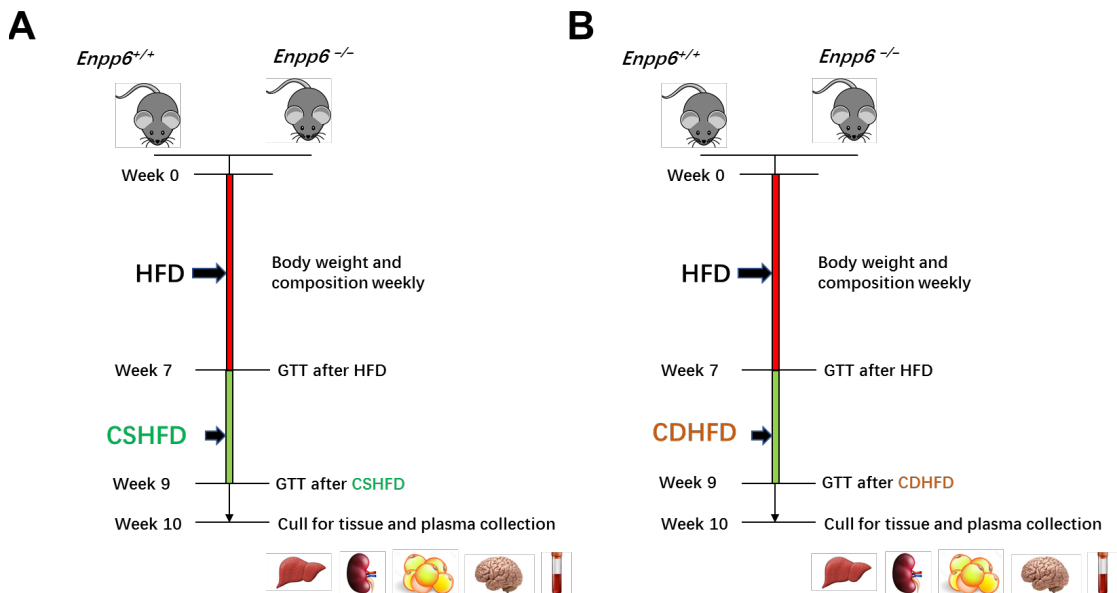 A
Enpp6+/+
Enpp6 –/–
Week 0
HFD
Body weight and
composition weekly
Week 7
GTT after HFD
CSHFD
Week 9
GTT after CSHFD
Week 10
Cull for tissue and plasma collection
B
Enpp6+/+
Enpp6 –/–
Week 0
HFD
Body weight and
composition weekly
Week 7
GTT after HFD
CDHFD
Week 9
GTT after CDHFD
Week 10
Cull for tissue and plasma collection